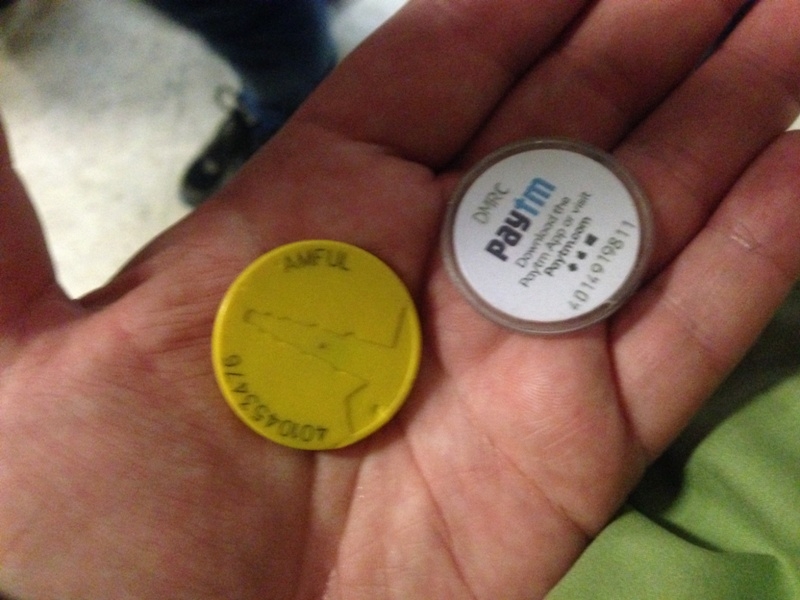 AMFUL
4010453476
DMRC
Paytm
Download the
Paytm App or visit
Paytm.com
4014919811